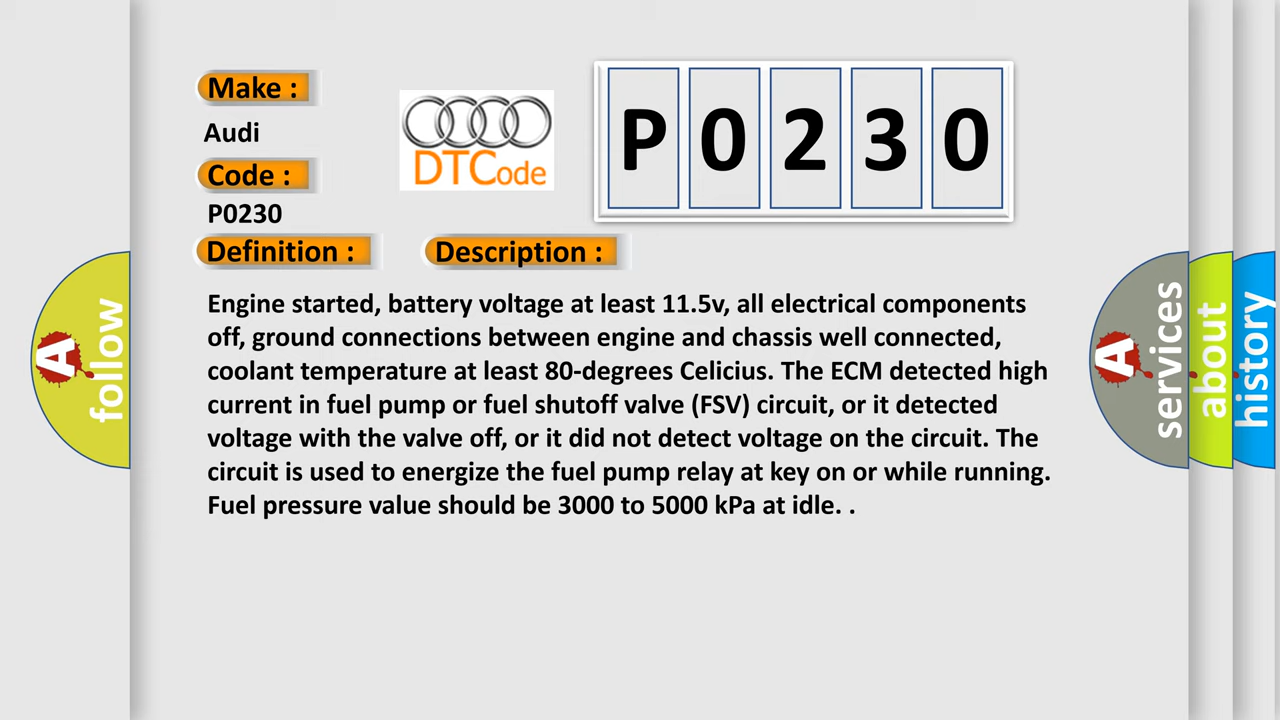 Make :
Audi
Code :
P0230
Definition :
Description :
DTCode
P0230
Engine started, battery voltage at least 11.5v, all electrical components
off, ground connections between engine and chassis well connected,
coolant temperature at least 80-degrees Celicius. The ECM detected high
current in fuel pump or fuel shutoff valve (FSV) circuit, or it detected
voltage with the valve off, or it did not detect voltage on the circuit. The
circuit is used to energize the fuel pump relay at key on or while running.
Fuel pressure value should be 3000 to 5000 kPa at idle. .
A follow
A services
about
history